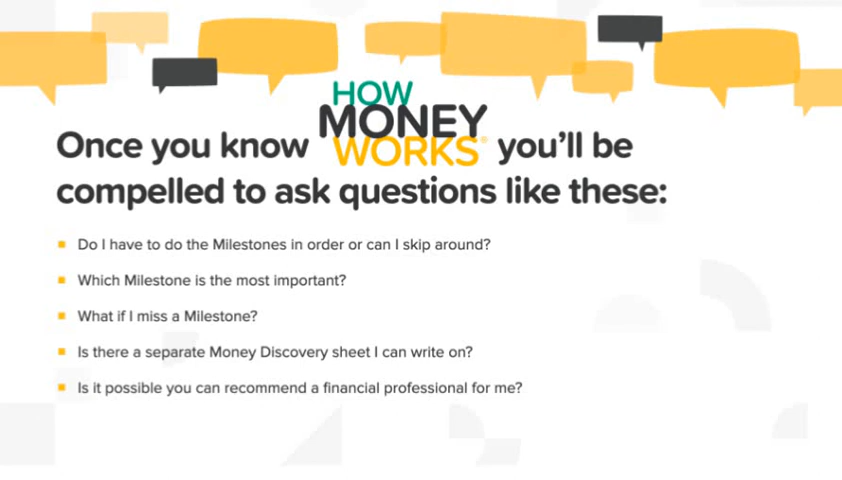 Once you know HOW MONEY WORKS® you'll be
compelled to ask questions like these:
Do I have to do the Milestones in order or can I skip around?
Which Milestone is the most important?
What if I miss a Milestone?
Is there a separate Money Discovery sheet I can write on?
Is it possible you can recommend a financial professional for me?